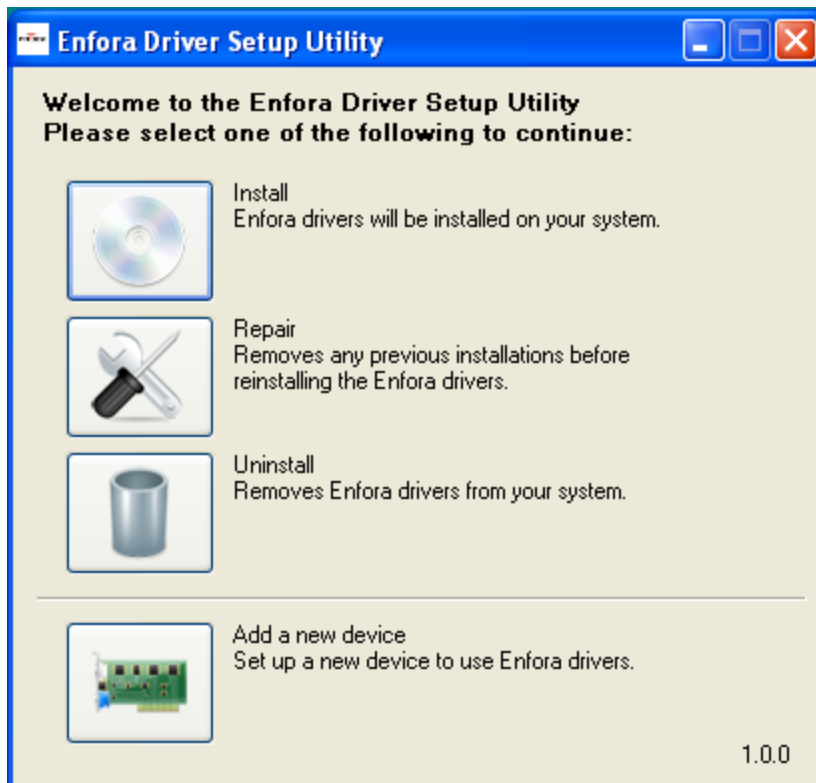 Enfora Driver Setup Utility
Welcome to the Enfora Driver Setup Utility
Please select one of the following to continue:
Install
Enfora drivers will be installed on your system.
Repair
Removes any previous installations before
reinstalling the Enfora drivers.
Uninstall
Removes Enfora drivers from your system.
Add a new device
Set up a new device to use Enfora drivers.
1.0.0